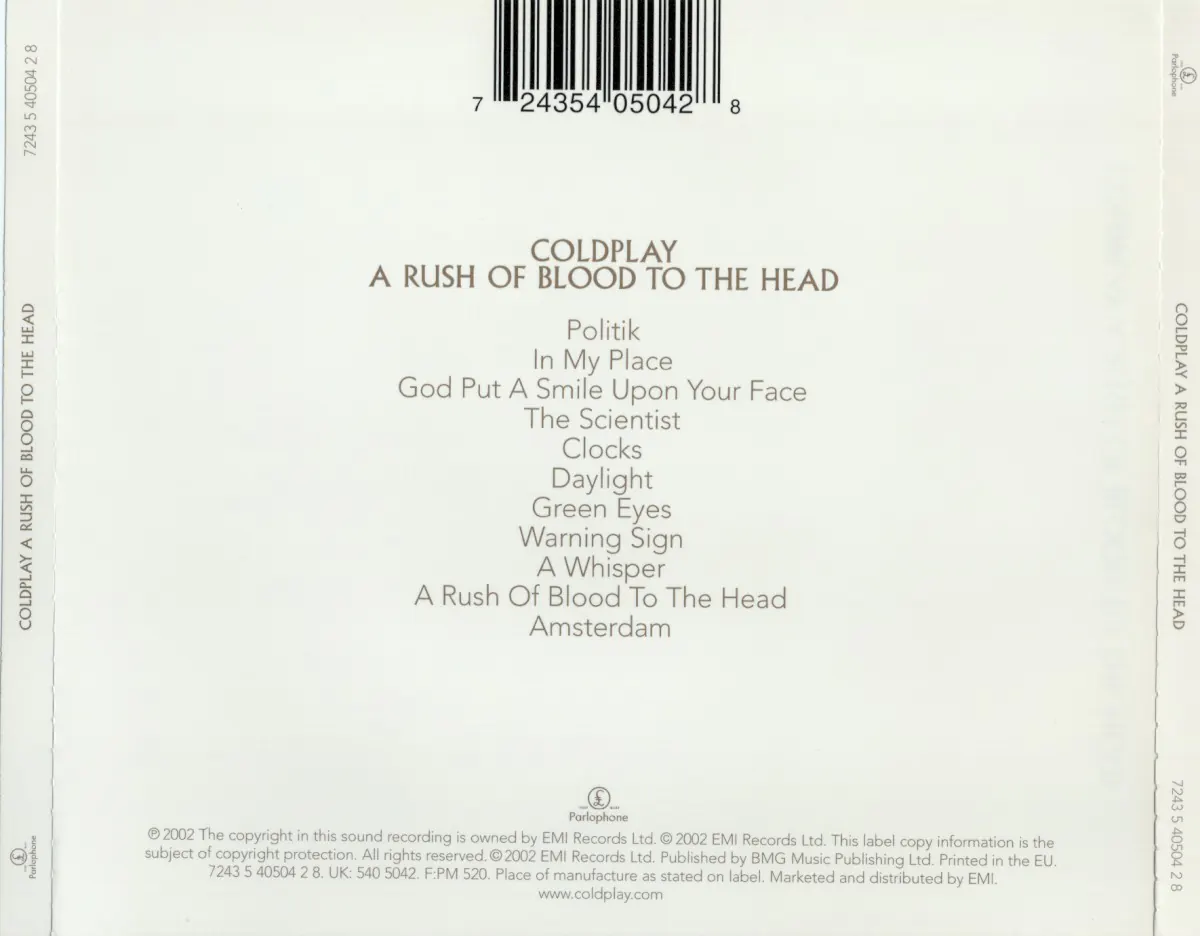 7 24354 05042 8
7243 5 40504 2 8
COLDPLAY A RUSH OF BLOOD TO THE HEAD
Parlophone
COLDPLAY
A RUSH OF BLOOD TO THE HEAD
Politik
In My Place
God Put A Smile Upon Your Face
The Scientist
Clocks
Daylight
Green Eyes
Warning Sign
A Whisper
A Rush Of Blood To The Head
Amsterdam
£
Parlophone
℗ 2002 The copyright in this sound recording is owned by EMI Records Ltd. © 2002 EMI Records Ltd. This label copy information is the
subject of copyright protection. All rights reserved. © 2002 EMI Records Ltd. Published by BMG Music Publishing Ltd. Printed in the EU.
7243 5 40504 2 8. UK: 540 5042. F:PM 520. Place of manufacture as stated on label. Marketed and distributed by EMI.
www.coldplay.com
Parlophone
COLDPLAY A RUSH OF BLOOD TO THE HEAD
7243 5 40504 2 8